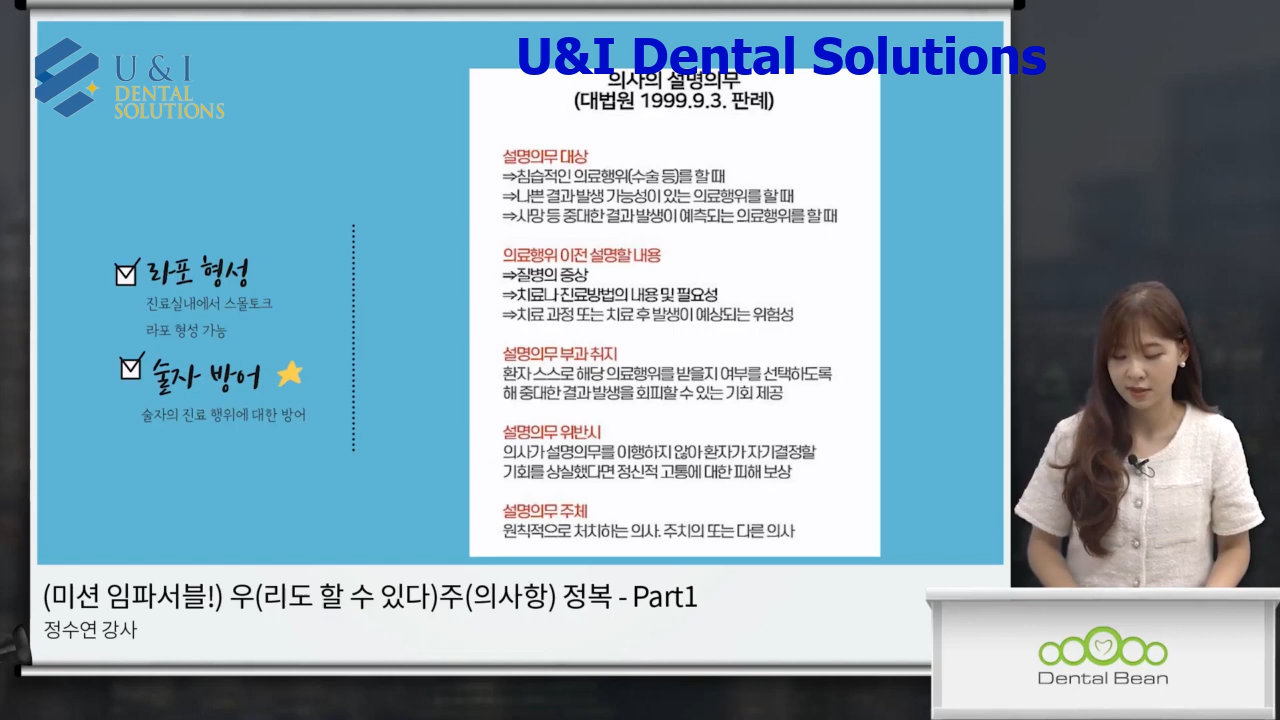 U&I Dental Solutions
U & I
DENTAL
SOLUTIONS
의사의 설명의무
(대법원 1999.9.3. 판례)
설명의무 대상
⇒침습적인 의료행위(수술 등)를 할 때
⇒나쁜 결과 발생 가능성이 있는 의료행위를 할 때
⇒사망 등 중대한 결과 발생이 예측되는 의료행위를 할 때
의료행위 이전 설명할 내용
⇒질병의 증상
⇒치료나 진료방법의 내용 및 필요성
⇒치료 과정 또는 치료 후 발생이 예상되는 위험성
설명의무 부과 취지
환자 스스로 해당 의료행위를 받을지 여부를 선택하도록
해 중대한 결과 발생을 회피할 수 있는 기회 제공
설명의무 위반시
의사가 설명의무를 이행하지 않아 환자가 자기결정할
기회를 상실했다면 정신적 고통에 대한 피해 보상
설명의무 주체
원칙적으로 처치하는 의사. 주치의 또는 다른 의사
라포 형성
진료실내에서 스몰토크
라포 형성 가능
술자 방어
술자의 진료 행위에 대한 방어
(미션 임파서블!) 우(리도 할 수 있다)주(의사항) 정복 - Part1
정수연 강사
Dental Bean